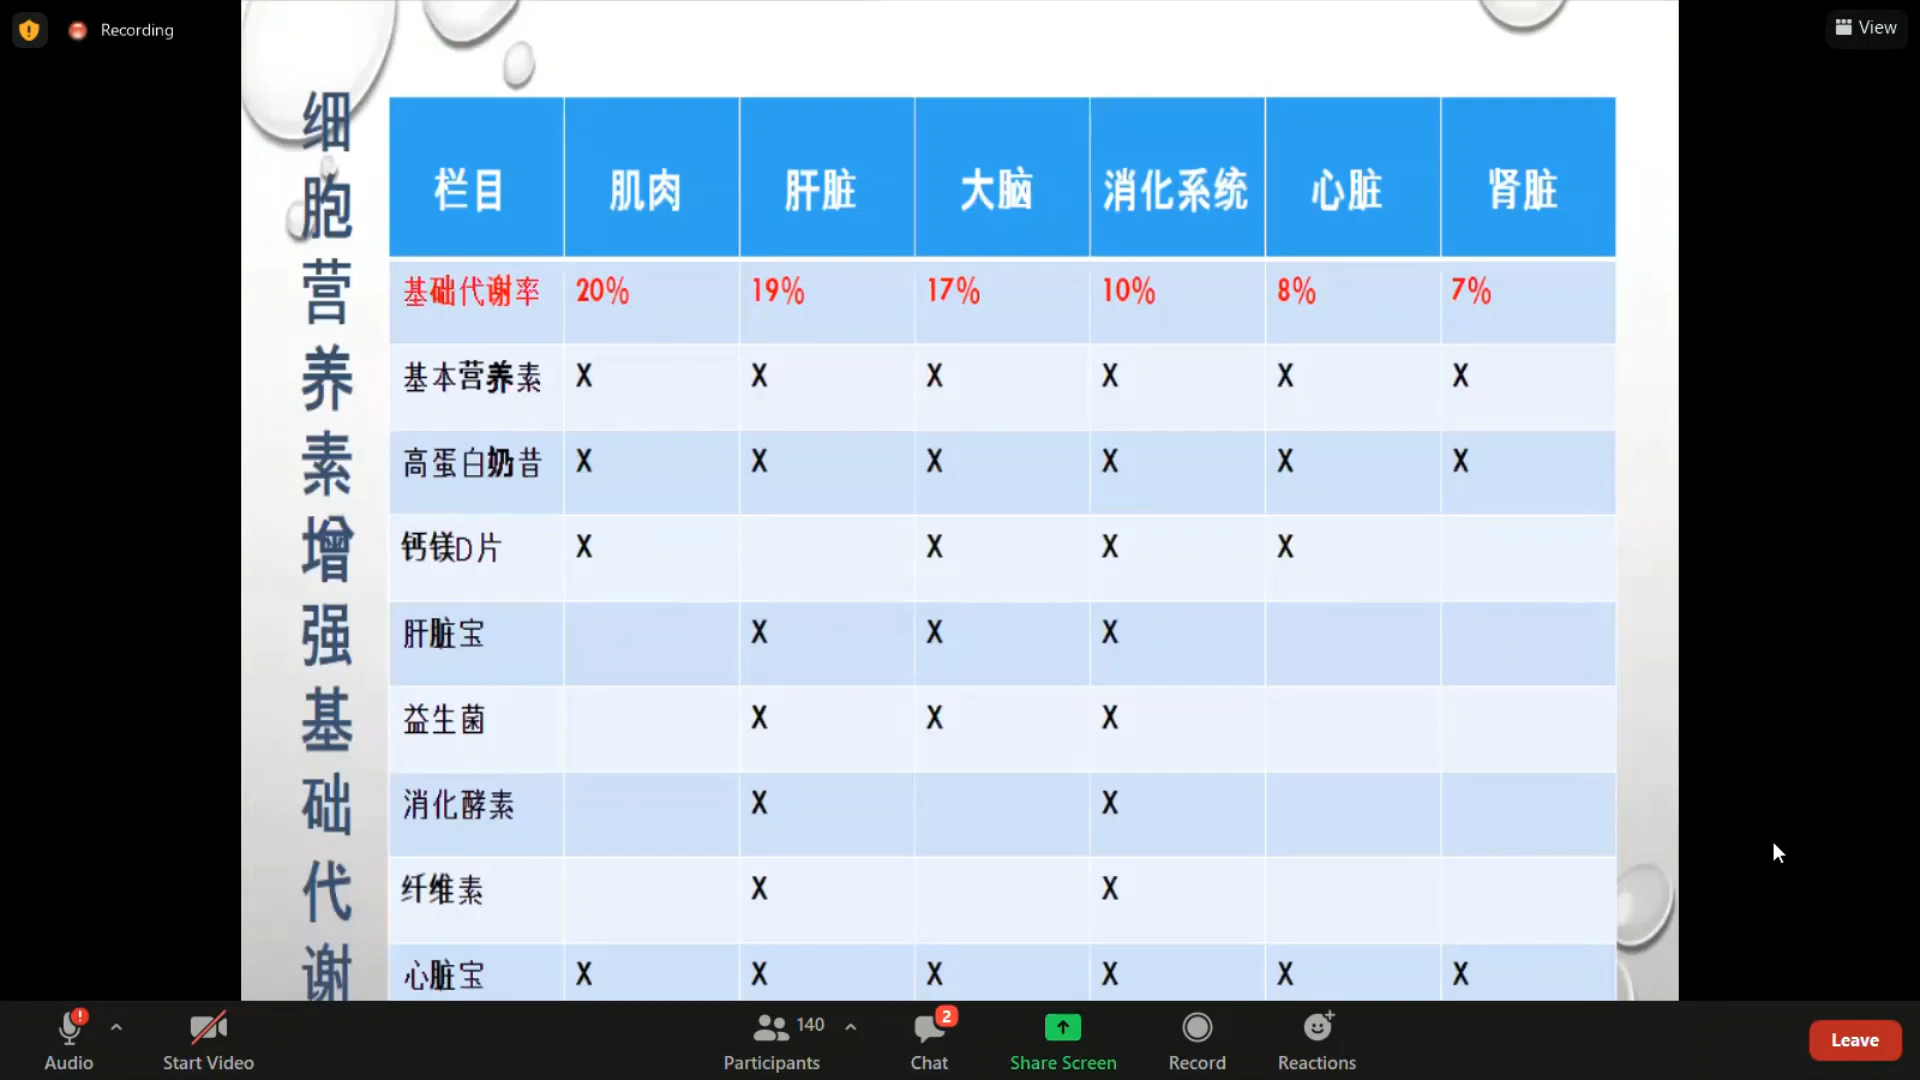 Recording
View
细胞营养素增强基础代谢
栏目 肌肉 肝脏 大脑 消化系统 心脏 肾脏
基础代谢率 20% 19% 17% 10% 8% 7%
基本营养素 X X X X X X
高蛋白奶昔 X X X X X X
钙镁D片 X X X X
肝脏宝 X X X
益生菌 X X X
消化酵素 X X
纤维素 X X
心脏宝 X X X X X X
140
2
Audio
Start Video
Participants
Chat
Share Screen
Record
Reactions
Leave